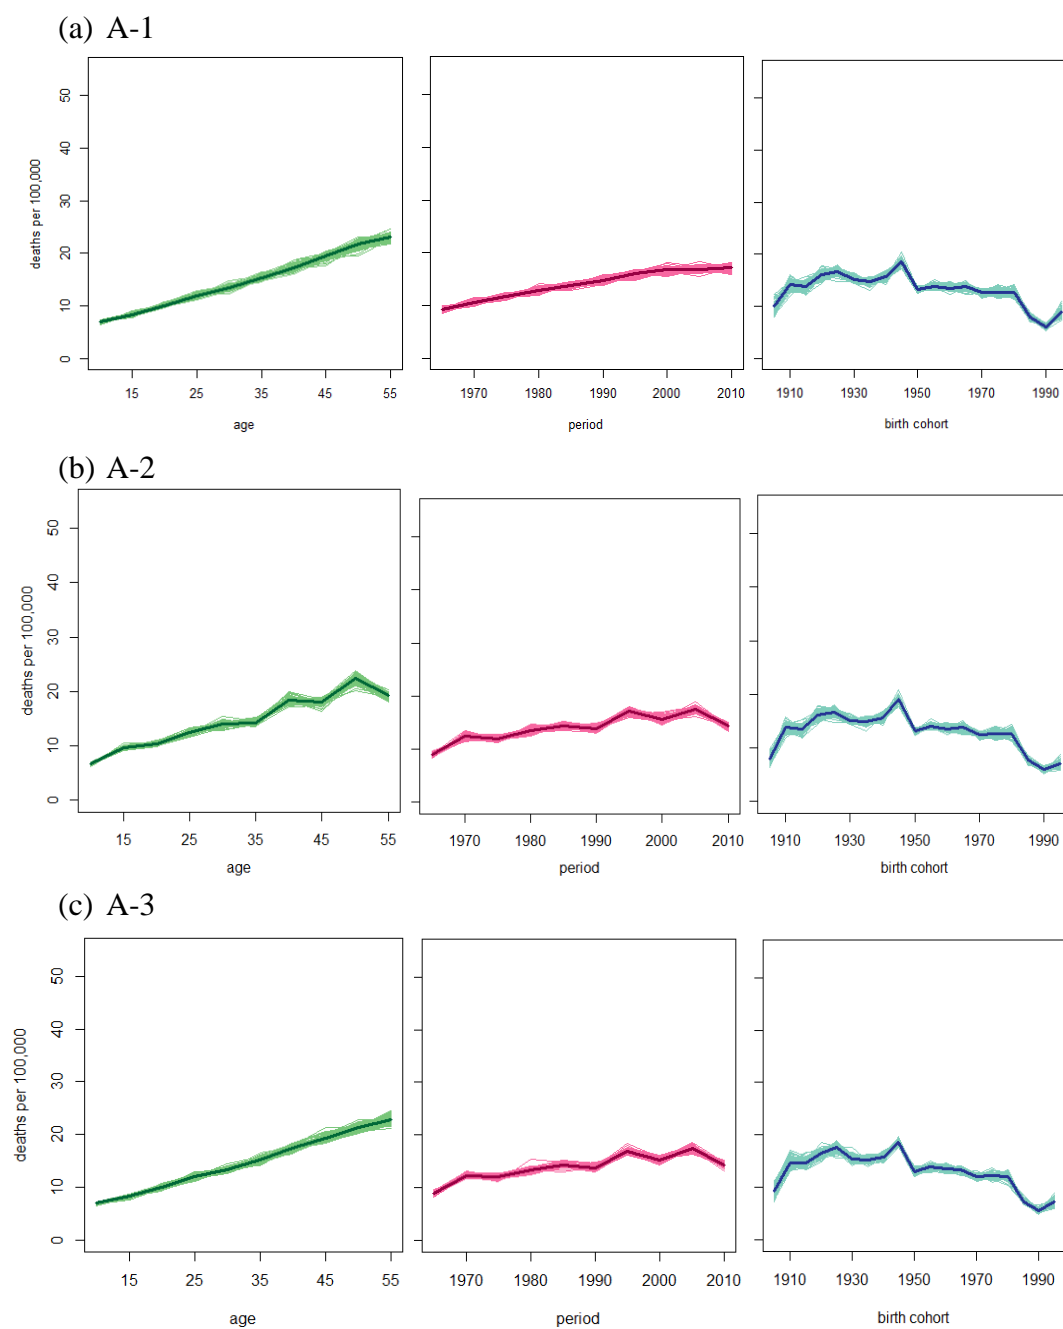 (a) A-1
50
40
30
20
10
0
deaths per 100,000
15 25 35 45 55
age
1970 1980 1990 2000 2010
period
1910 1930 1950 1970 1990
birth cohort
(b) A-2
50
40
30
20
10
0
deaths per 100,000
15 25 35 45 55
age
1970 1980 1990 2000 2010
period
1910 1930 1950 1970 1990
birth cohort
(c) A-3
50
40
30
20
10
0
deaths per 100,000
15 25 35 45 55
age
1970 1980 1990 2000 2010
period
1910 1930 1950 1970 1990
birth cohort